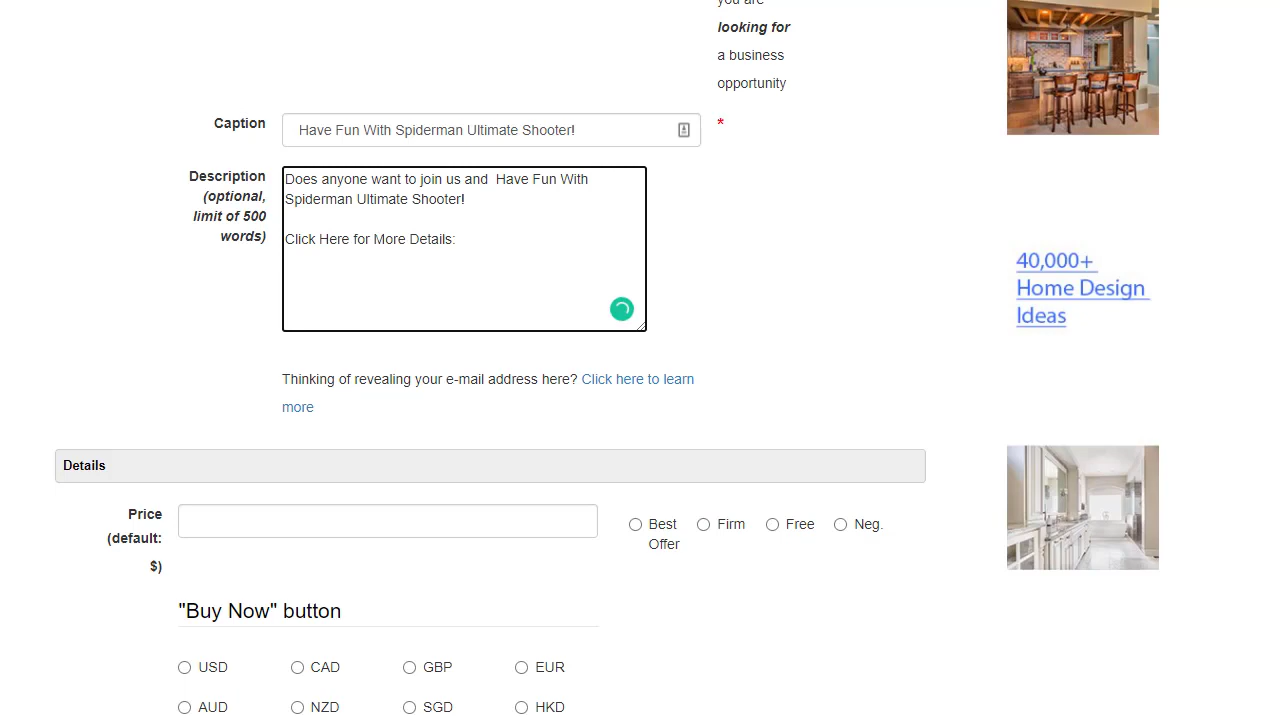 you are
looking for
a business
opportunity
Caption
Have Fun With Spiderman Ultimate Shooter!
*
Description
(optional,
limit of 500
words)
Does anyone want to join us and  Have Fun With
Spiderman Ultimate Shooter!
Click Here for More Details:
40,000+
Home Design
Ideas
Thinking of revealing your e-mail address here? Click here to learn
more
Details
Price
(default:
$)
Best
Offer
Firm
Free
Neg.
"Buy Now" button
USD
CAD
GBP
EUR
AUD
NZD
SGD
HKD